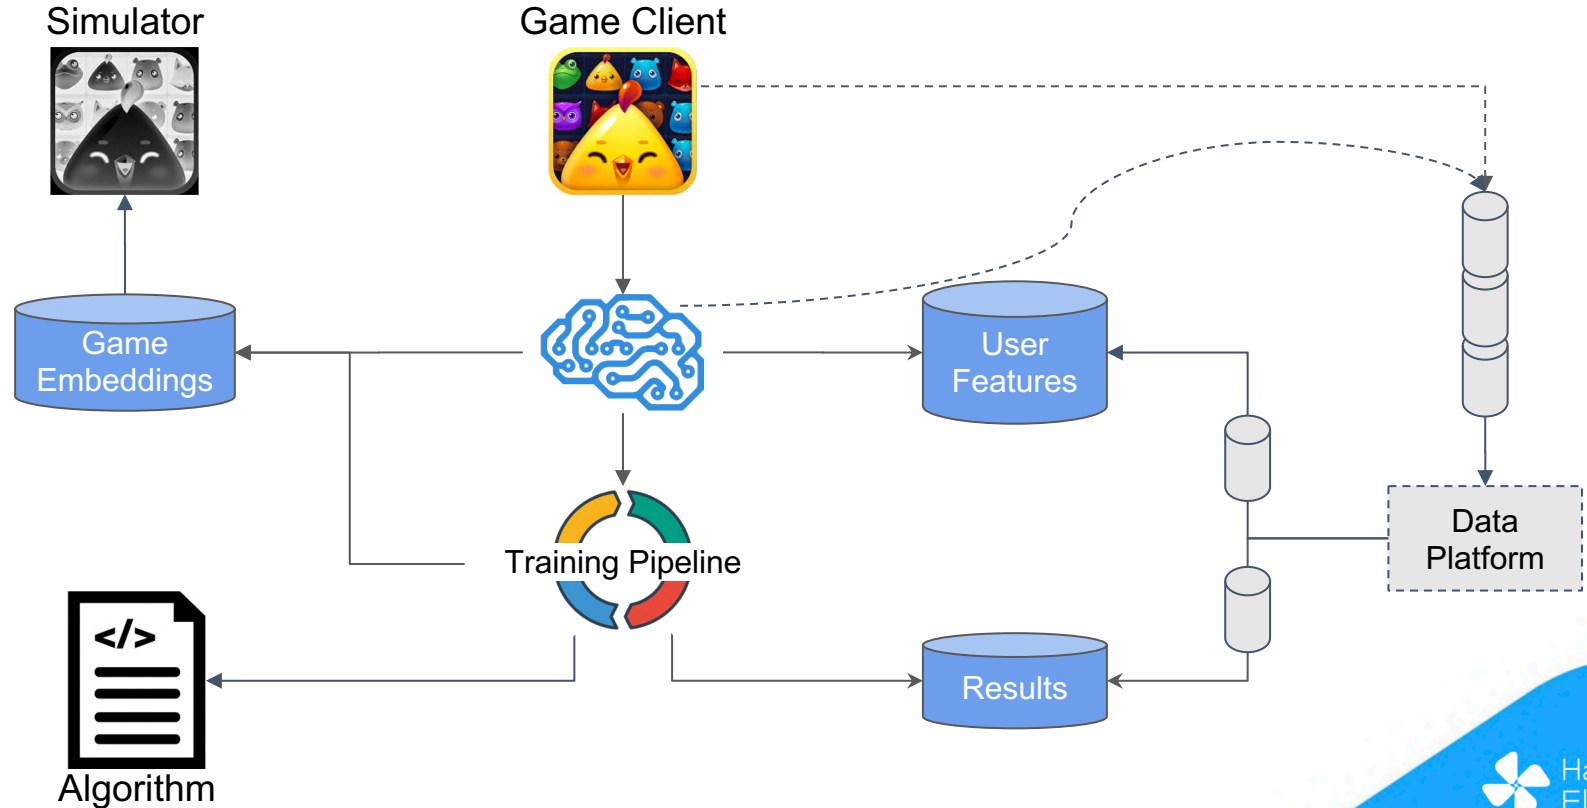 Simulator
Game Client
Game
Embeddings
User
Features
Data
Platform
Training Pipeline
</>
Results
Algorithm